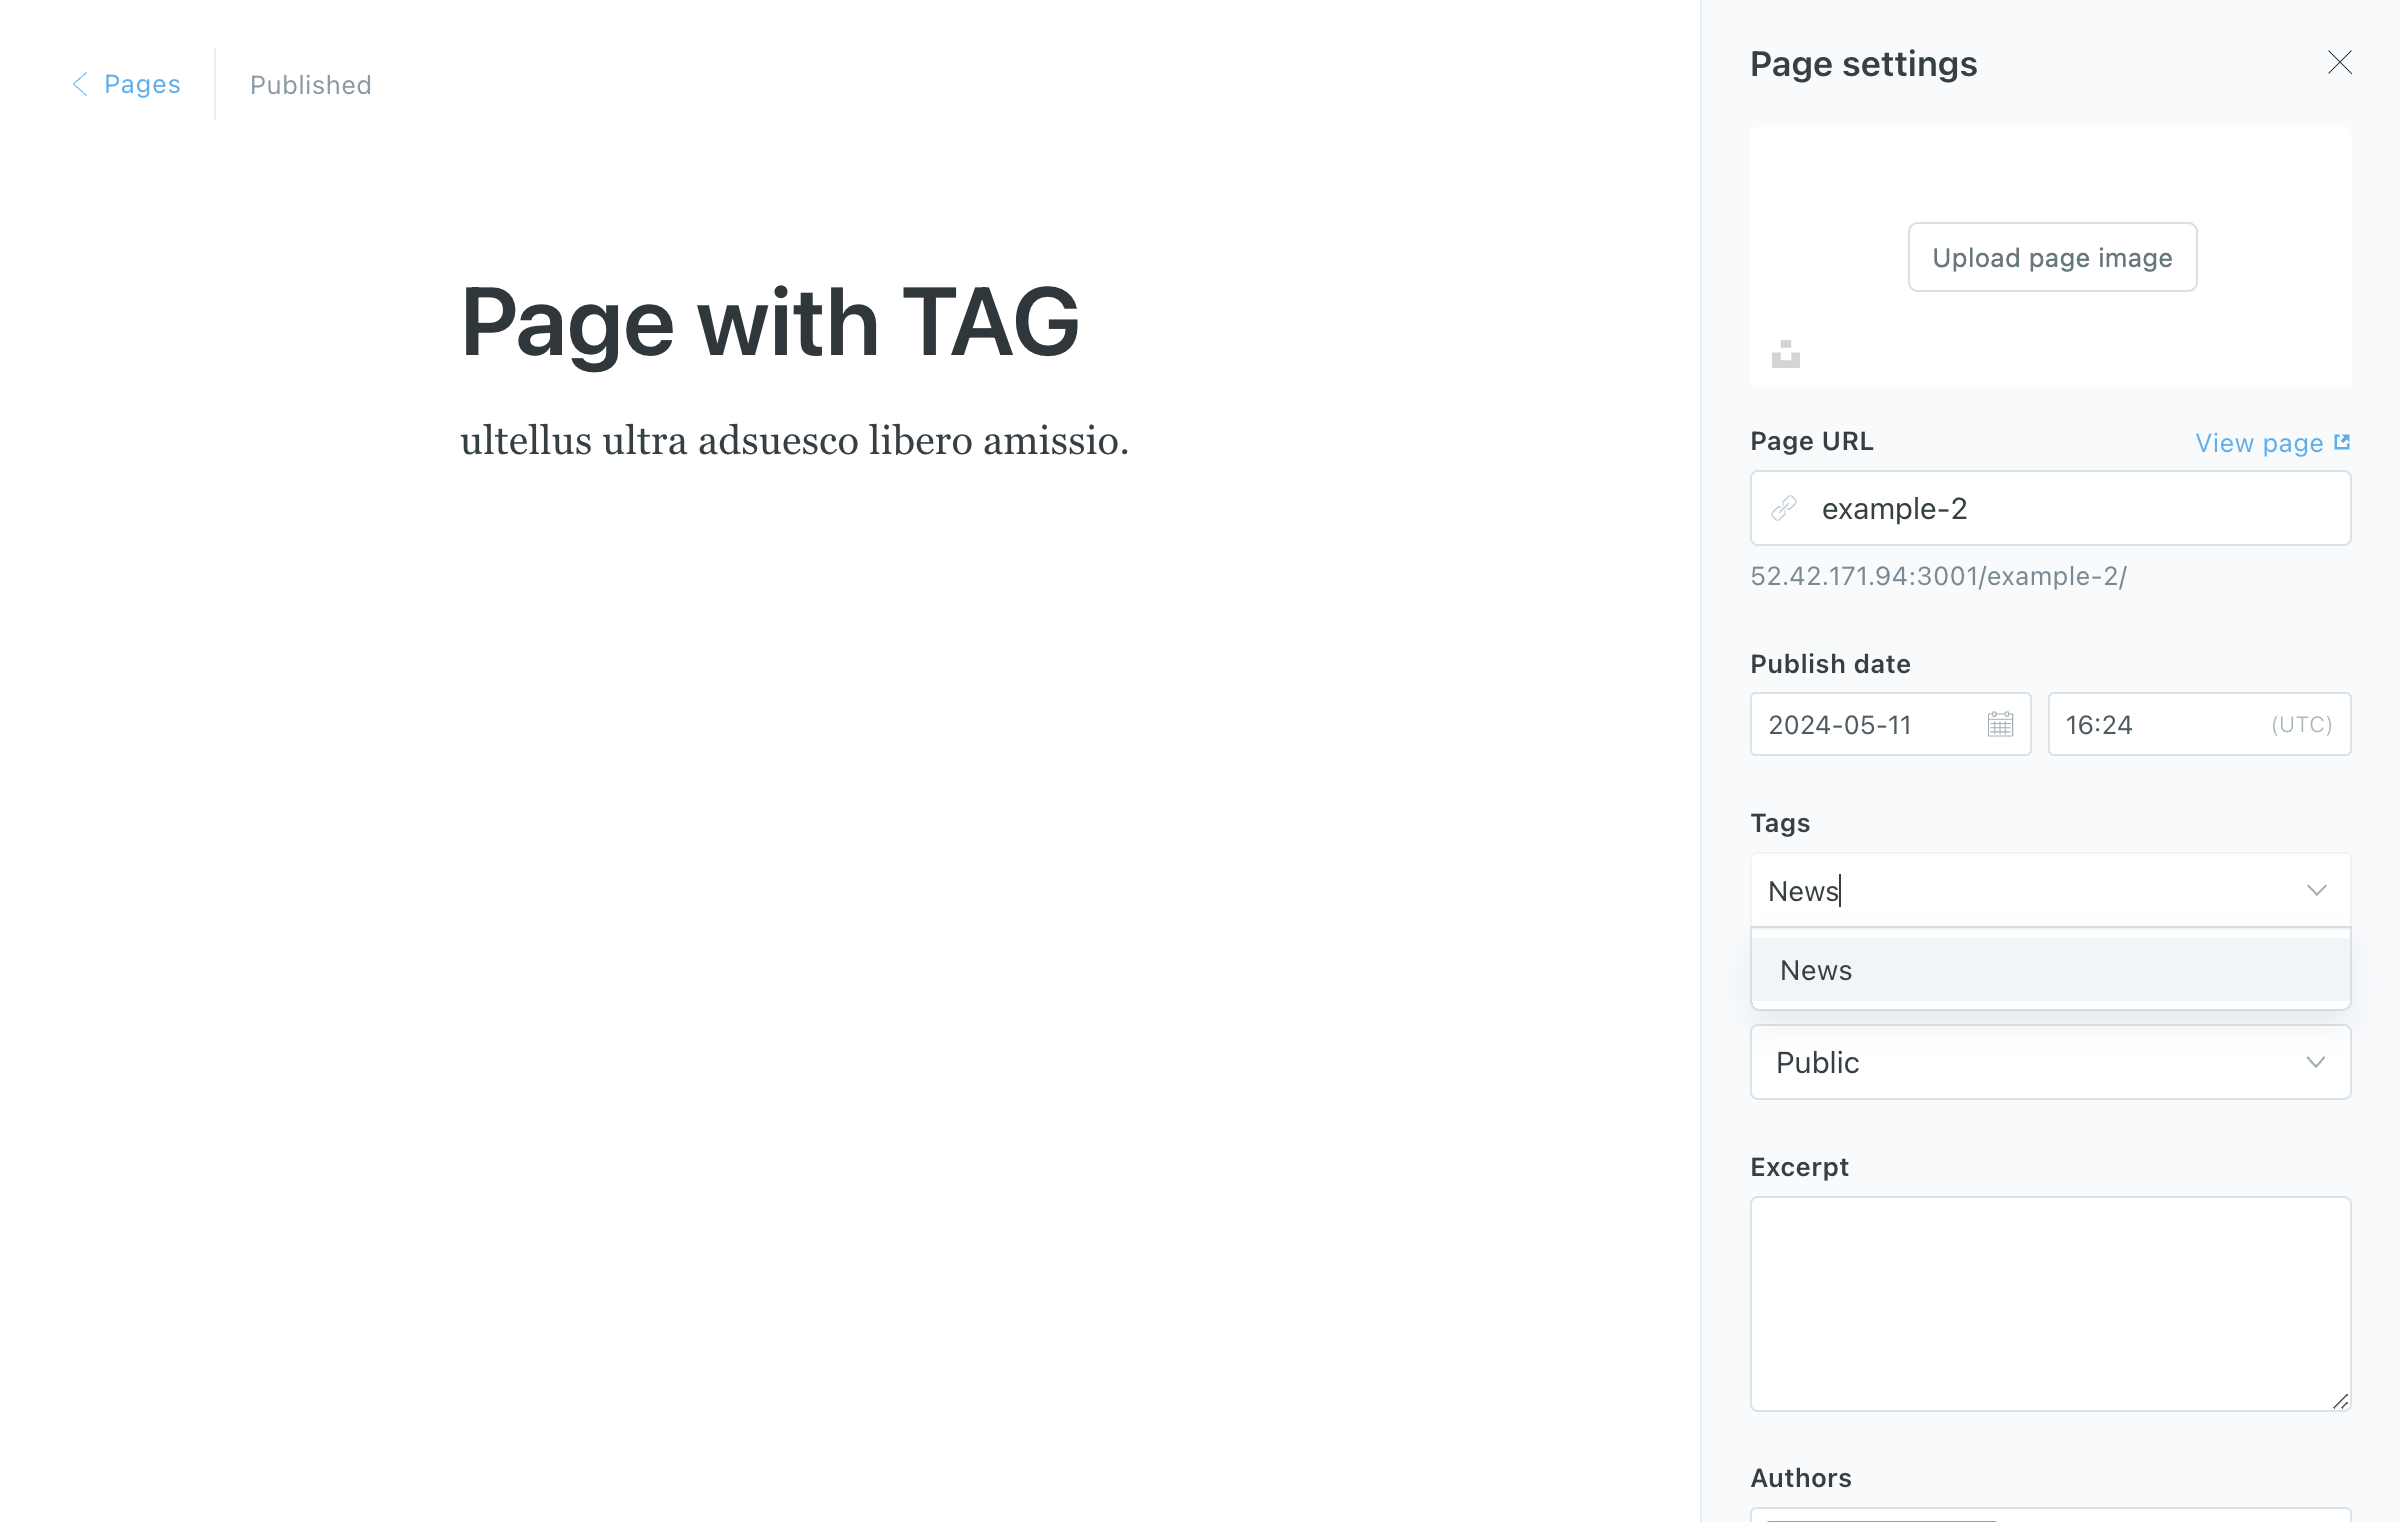 Pages
Published
Page with TAG
ultellus ultra adsuesco libero amissio.
Page settings
Upload page image
Page URL
View page
example-2
52.42.171.94:3001/example-2/
Publish date
2024-05-11
16:24
(UTC)
Tags
News
News
Public
Excerpt
Authors